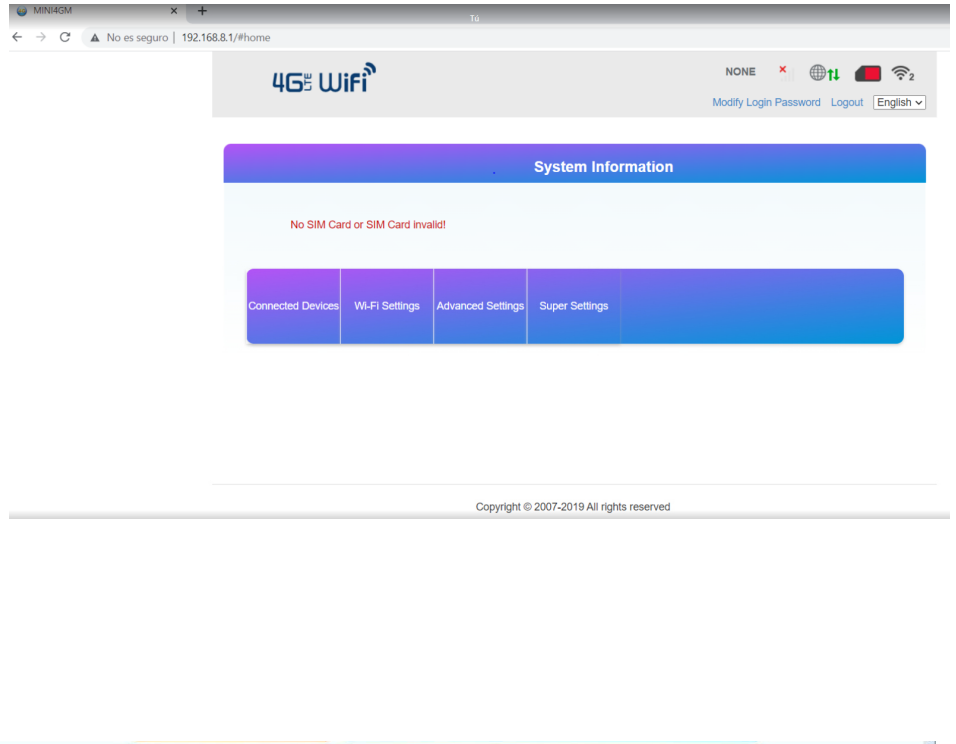 MINI4GM × +
Tú
No es seguro | 192.168.8.1/#home
4G LTE WiFi
NONE 2
Modify Login Password Logout English
System Information
No SIM Card or SIM Card invalid!
Connected Devices Wi-Fi Settings Advanced Settings Super Settings
Copyright © 2007-2019 All rights reserved